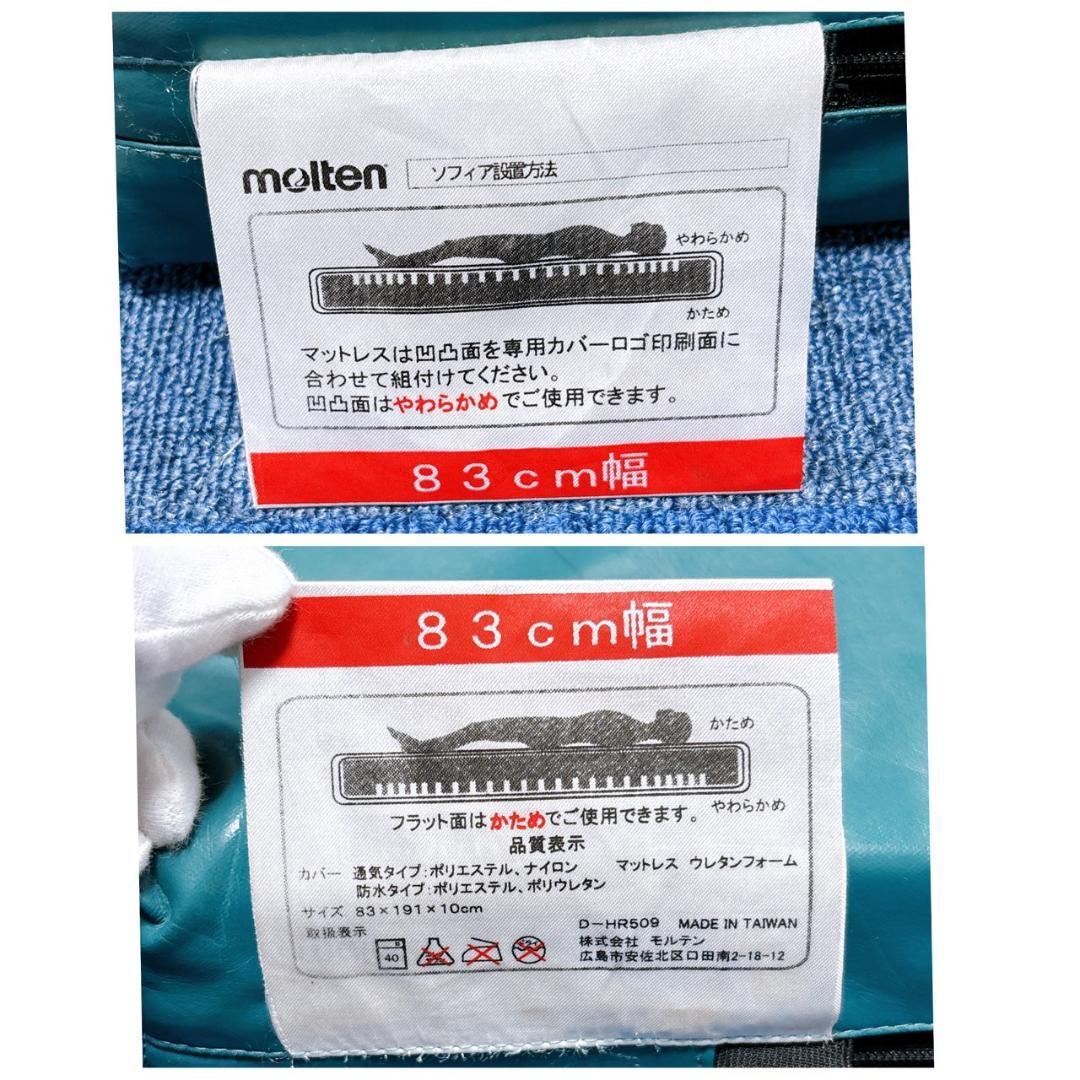 molten ソフィア設置方法
やわらかめ
かため
マットレスは凹凸面を専用カバーロゴ印刷面に
合わせて組付けてください。
凹凸面はやわらかめでご使用できます。
83cm幅
83cm幅
かため
やわらかめ
フラット面はかためでご使用できます。
品質表示
カバー 通気タイプ:ポリエステル、ナイロン マットレス ウレタンフォーム
防水タイプ:ポリエステル、ポリウレタン
サイズ 83×191×10cm
取扱表示
40
D-HR509 MADE IN TAIWAN
株式会社 モルテン
広島市安佐北区口田南2-18-12